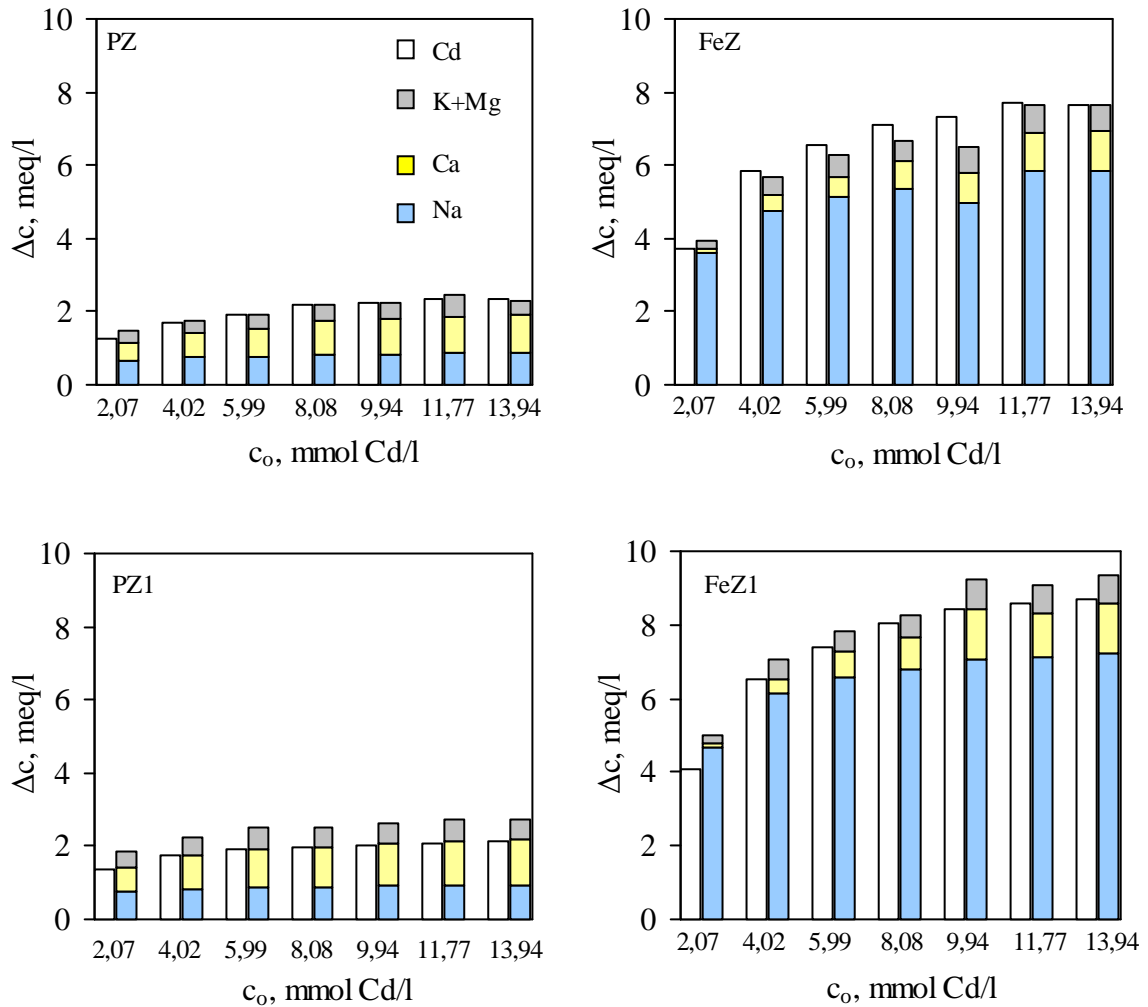 PZ
Cd
K+Mg
Ca
Na
10
8
6
4
2
0
Δc, meq/l
2,07 4,02 5,99 8,08 9,94 11,77 13,94
cₒ, mmol Cd/l
FeZ
10
8
6
4
2
0
Δc, meq/l
2,07 4,02 5,99 8,08 9,94 11,77 13,94
cₒ, mmol Cd/l
PZ1
10
8
6
4
2
0
Δc, meq/l
2,07 4,02 5,99 8,08 9,94 11,77 13,94
cₒ, mmol Cd/l
FeZ1
10
8
6
4
2
0
Δc, meq/l
2,07 4,02 5,99 8,08 9,94 11,77 13,94
cₒ, mmol Cd/l